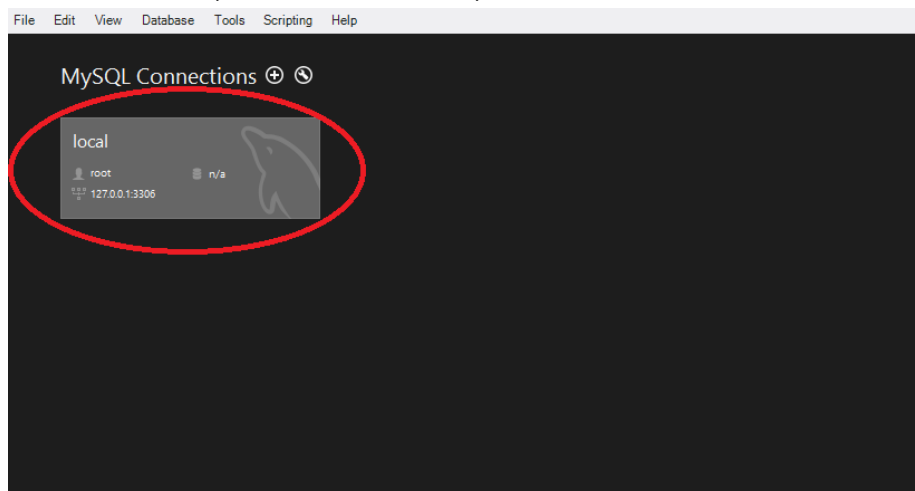 File Edit View Database Tools Scripting Help
MySQL Connections
local
root n/a
127.0.0.1:3306